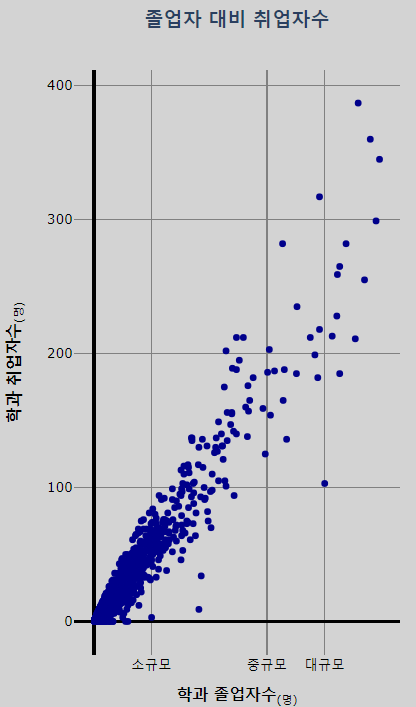 졸업자 대비 취업자수
400
300
200
100
0
학과 취업자수(명)
소규모 중규모 대규모
학과 졸업자수(명)